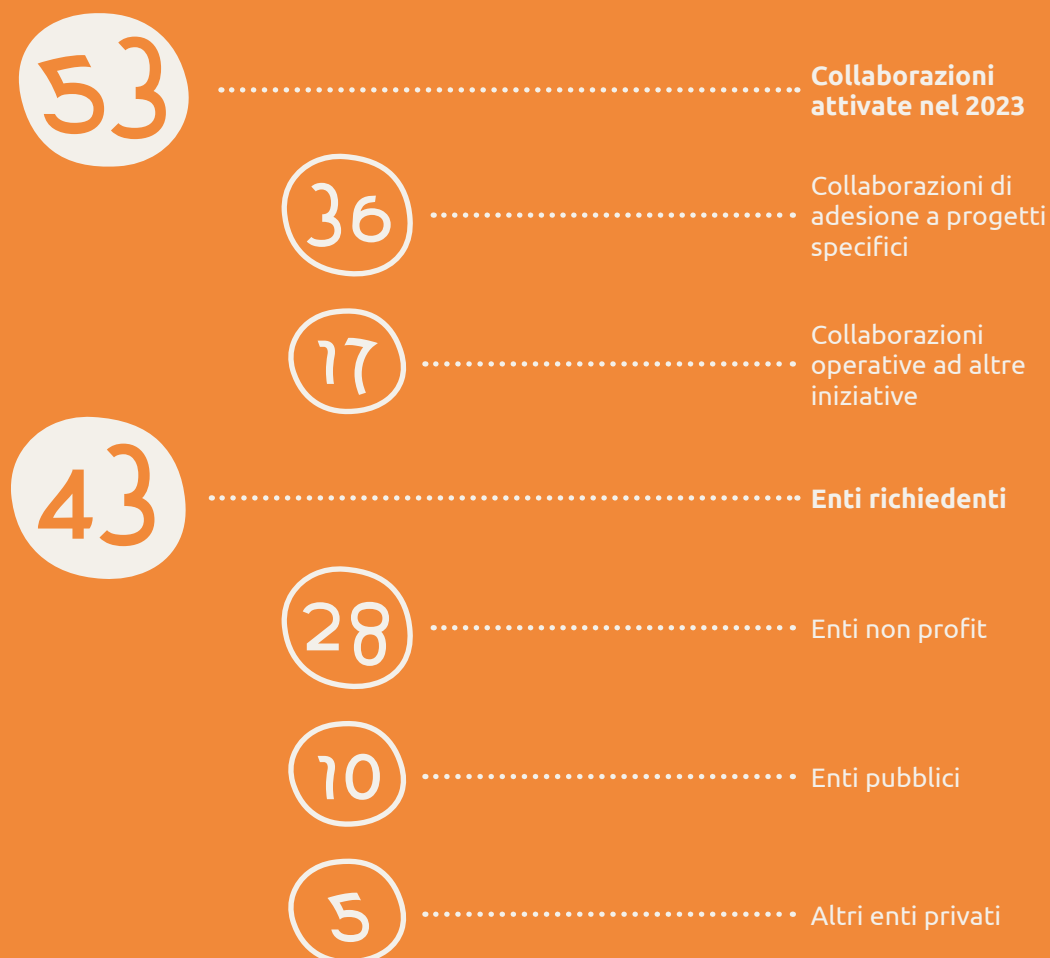 53
Collaborazioni
attivate nel 2023
36
Collaborazioni di
adesione a progetti
specifici
17
Collaborazioni
operative ad altre
iniziative
43
Enti richiedenti
28
Enti non profit
10
Enti pubblici
5
Altri enti privati